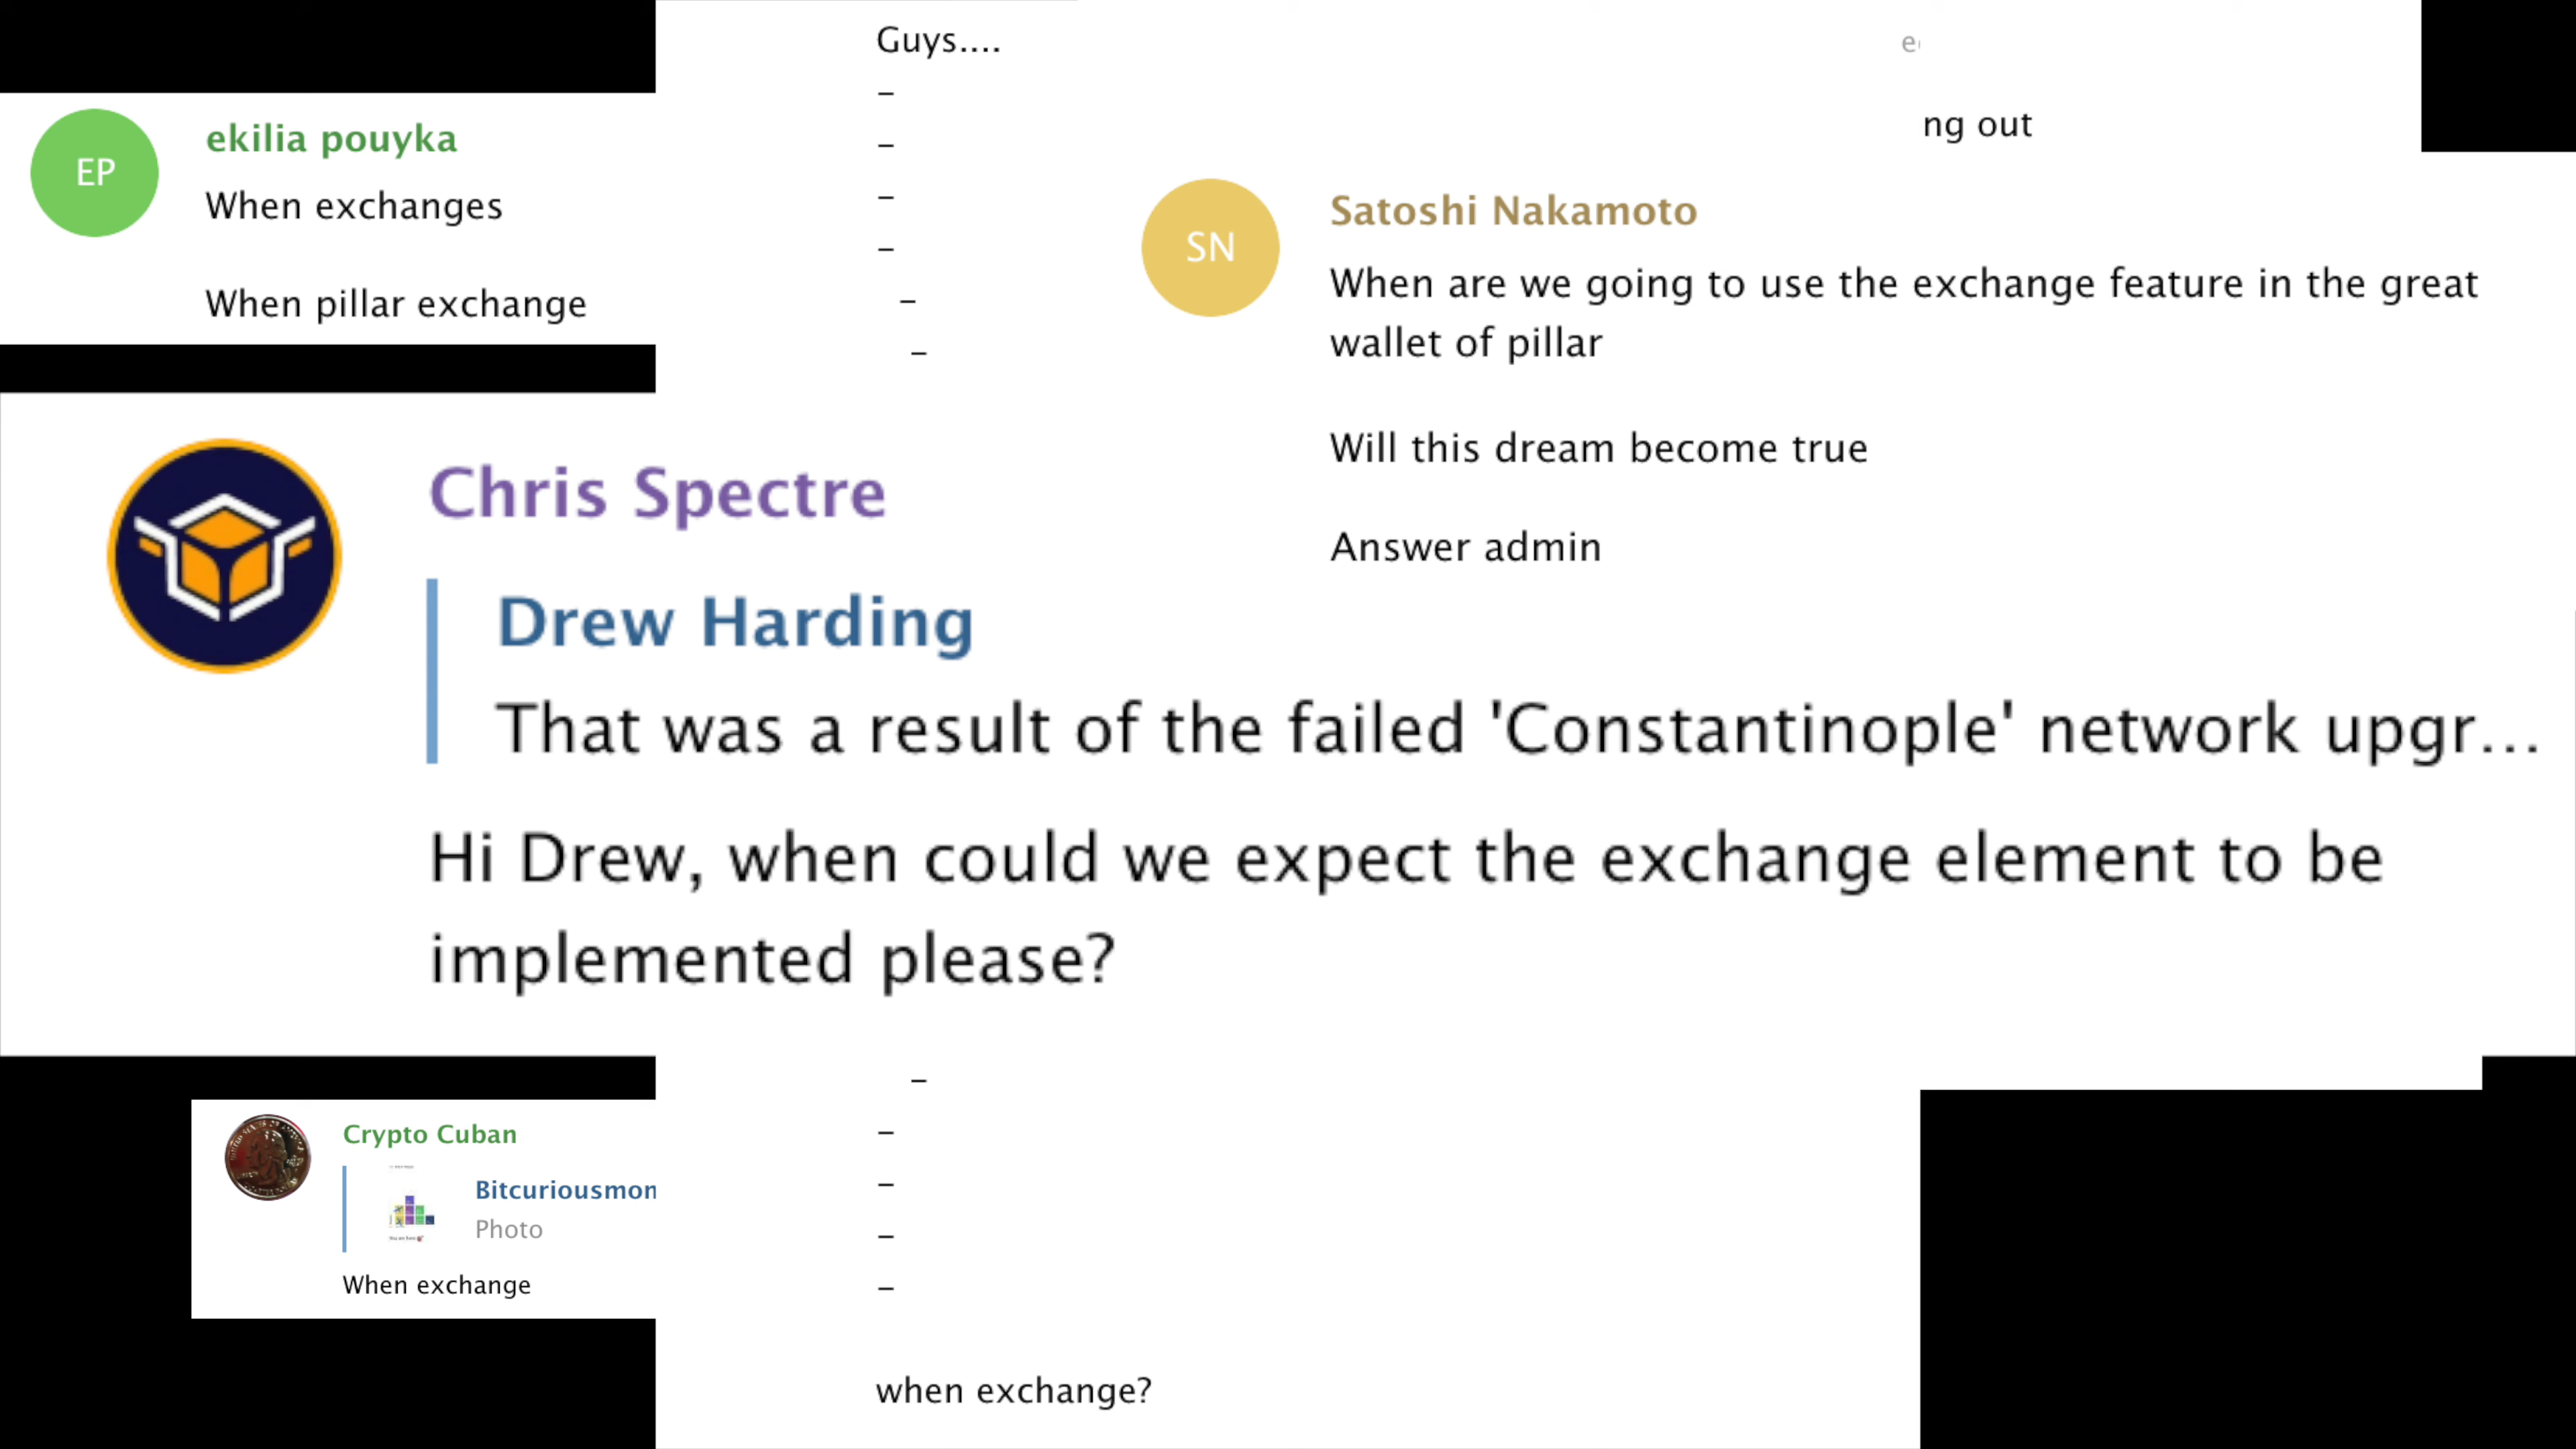 Guys....
–
–
–
–
–
–
ng out
EP
ekilia pouyka
When exchanges
When pillar exchange
SN
Satoshi Nakamoto
When are we going to use the exchange feature in the great
wallet of pillar
Will this dream become true
Answer admin
Chris Spectre
Drew Harding
That was a result of the failed 'Constantinople' network upgr...
Hi Drew, when could we expect the exchange element to be
implemented please?
–
–
–
–
–
Crypto Cuban
Bitcuriousmon
Photo
When exchange
when exchange?